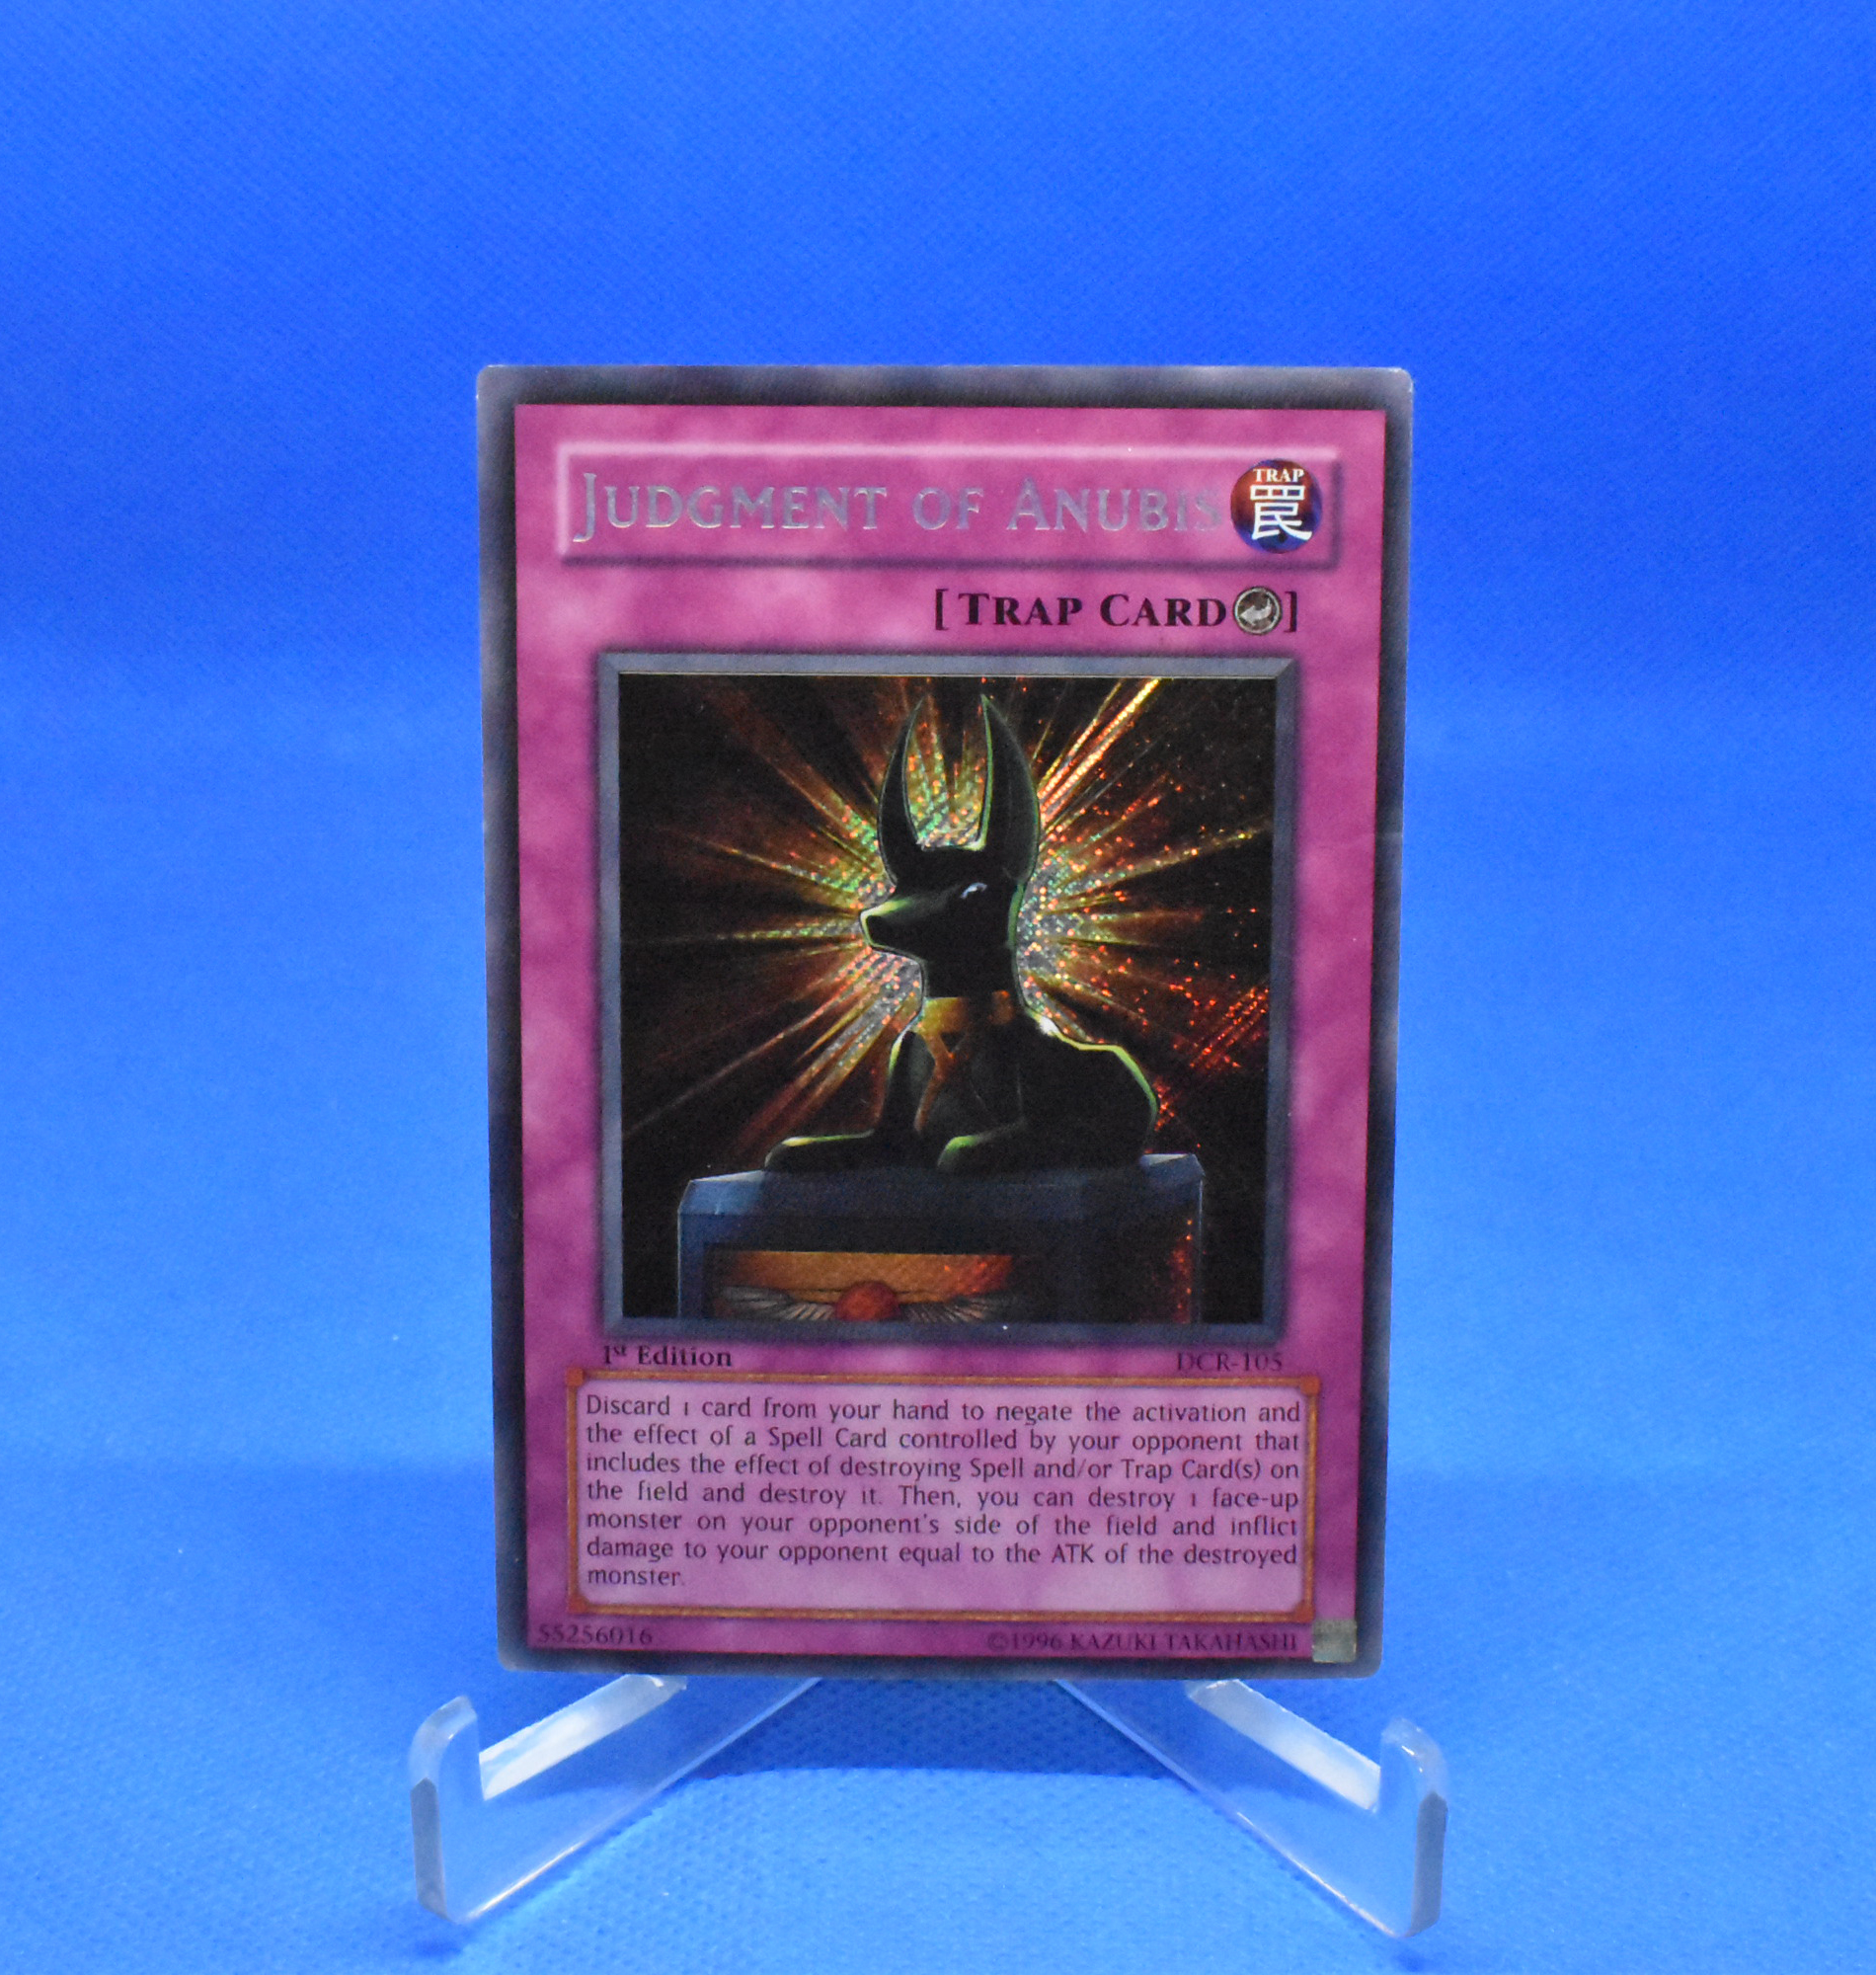 JUDGMENT OF ANUBIS
TRAP
罠
[TRAP CARD]
1st Edition
DCR-105
Discard 1 card from your hand to negate the activation and
the effect of a Spell Card controlled by your opponent that
includes the effect of destroying Spell and/or Trap Card(s) on
the field and destroy it. Then, you can destroy 1 face-up
monster on your opponent's side of the field and inflict
damage to your opponent equal to the ATK of the destroyed
monster.
55256016
©1996 KAZUKI TAKAHASHI